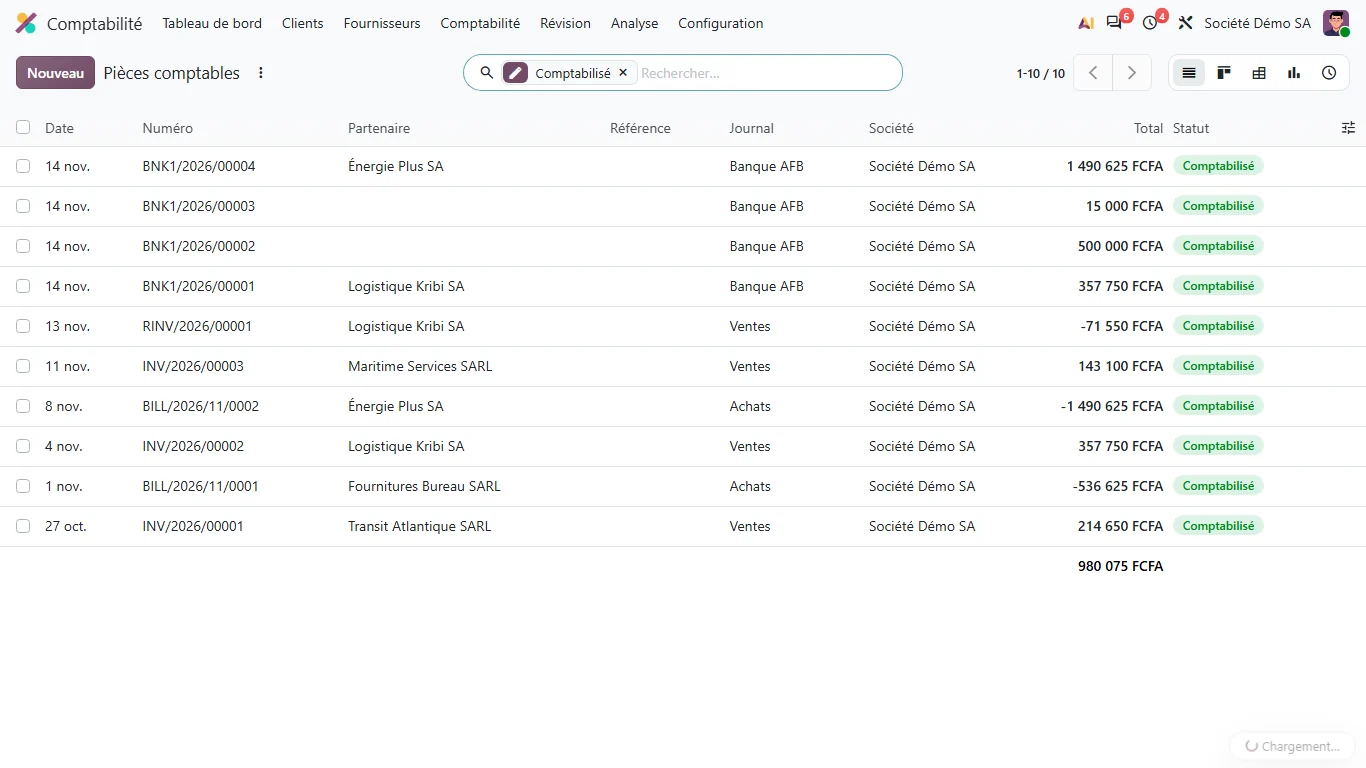 Comptabilité Tableau de bord Clients Fournisseurs Comptabilité Révision Analyse Configuration AI 6 4 Société Démo SA
Nouveau Pièces comptables Comptabilisé × Rechercher... 1-10 / 10
Date Numéro Partenaire Référence Journal Société Total Statut
14 nov. BNK1/2026/00004 Énergie Plus SA Banque AFB Société Démo SA 1 490 625 FCFA Comptabilisé
14 nov. BNK1/2026/00003 Banque AFB Société Démo SA 15 000 FCFA Comptabilisé
14 nov. BNK1/2026/00002 Banque AFB Société Démo SA 500 000 FCFA Comptabilisé
14 nov. BNK1/2026/00001 Logistique Kribi SA Banque AFB Société Démo SA 357 750 FCFA Comptabilisé
13 nov. RINV/2026/00001 Logistique Kribi SA Ventes Société Démo SA -71 550 FCFA Comptabilisé
11 nov. INV/2026/00003 Maritime Services SARL Ventes Société Démo SA 143 100 FCFA Comptabilisé
8 nov. BILL/2026/11/0002 Énergie Plus SA Achats Société Démo SA -1 490 625 FCFA Comptabilisé
4 nov. INV/2026/00002 Logistique Kribi SA Ventes Société Démo SA 357 750 FCFA Comptabilisé
1 nov. BILL/2026/11/0001 Fournitures Bureau SARL Achats Société Démo SA -536 625 FCFA Comptabilisé
27 oct. INV/2026/00001 Transit Atlantique SARL Ventes Société Démo SA 214 650 FCFA Comptabilisé
980 075 FCFA
Chargement...